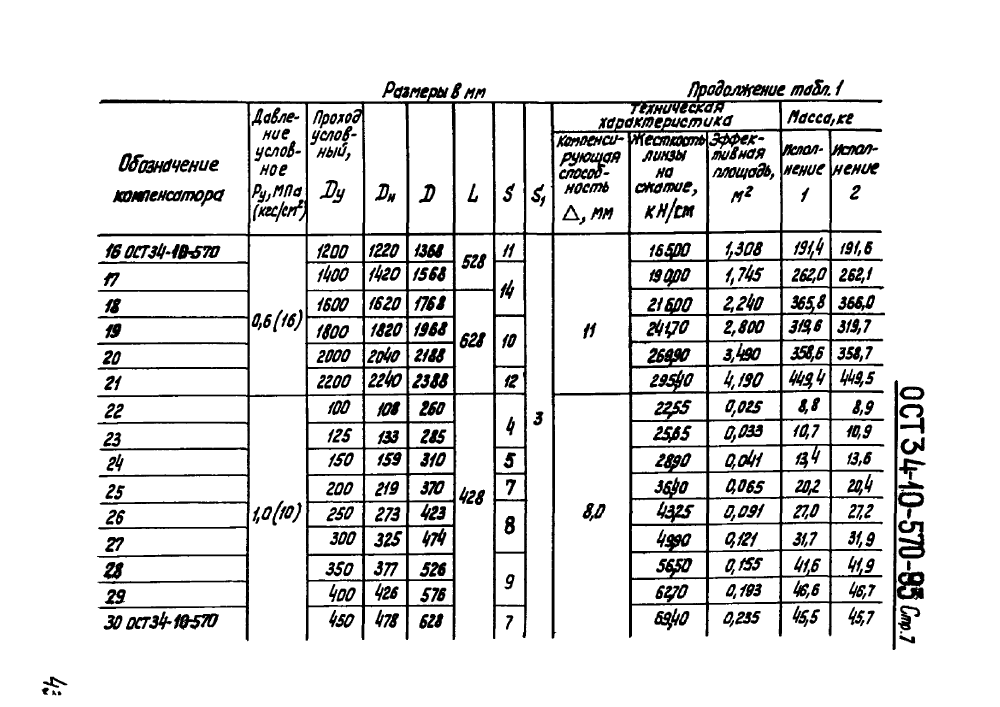 Размеры в мм Продолжение табл. 1
Обозначение компенсатора
Давление условное Ру, МПа (кгс/см²)
Проход условный, Dу
Dн
D
L
S
S₁
Техническая характеристика
Компенсирующая способность △, мм
Жесткость линзы на сжатие, кН/см
Эффективная площадь, м²
Масса, кг
Исполнение 1
Исполнение 2
16 ОСТ 34-10-570 0,6 (16) 1200 1220 1368 528 11 3 11 16500 1,308 191,4 191,6
17 1400 1420 1568 14 19000 1,745 262,0 262,1
18 1600 1620 1768 628 21600 2,240 365,8 366,0
19 1800 1820 1968 10 24170 2,800 319,6 319,7
20 2000 2040 2188 26890 3,490 358,6 358,7
21 2200 2240 2388 12 29540 4,190 449,4 449,5
22 1,0 (10) 100 108 260 428 4 8,0 2255 0,025 8,8 8,9
23 125 133 285 2565 0,033 10,7 10,9
24 150 159 310 5 2890 0,041 13,4 13,6
25 200 219 370 7 3640 0,065 20,2 20,4
26 250 273 423 8 4325 0,091 27,0 27,2
27 300 325 474 4990 0,121 31,7 31,9
28 350 377 526 9 5650 0,155 41,6 41,9
29 400 426 576 6270 0,193 46,6 46,7
30 ОСТ 34-10-570 450 478 628 7 6940 0,235 45,5 45,7
ОСТ 34-10-570-85 Стр. 7